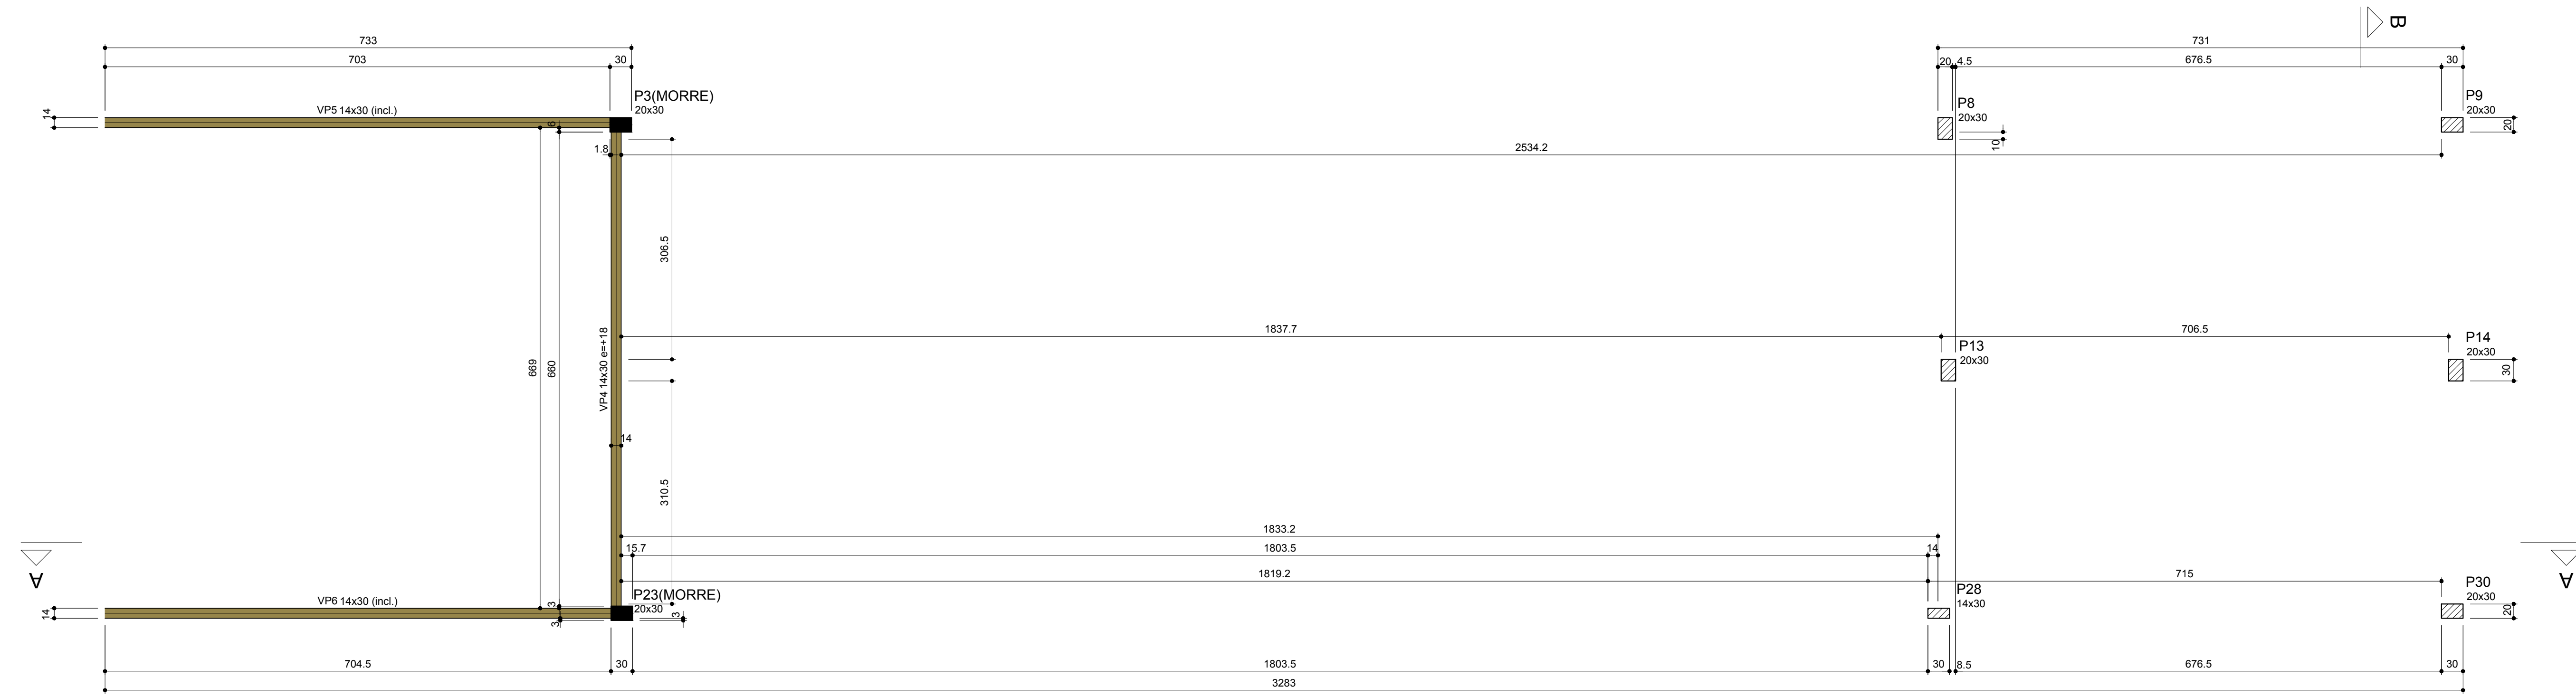 B
733
731
703
30
20
4.5
676.5
30
P3(MORRE)
20x30
P8
20x30
P9
20x30
14
VP5 14x30 (incl.)
6
20
10
1.8
2534.2
306.5
1837.7
706.5
P13
20x30
P14
20x30
30
669
660
VP4 14x30 e=+18
14
310.5
1833.2
15.7
1803.5
14
1819.2
715
A
A
P23(MORRE)
20x30
P28
14x30
P30
20x30
14
VP6 14x30 (incl.)
3
3
3
20
704.5
30
1803.5
30
8.5
676.5
30
3283